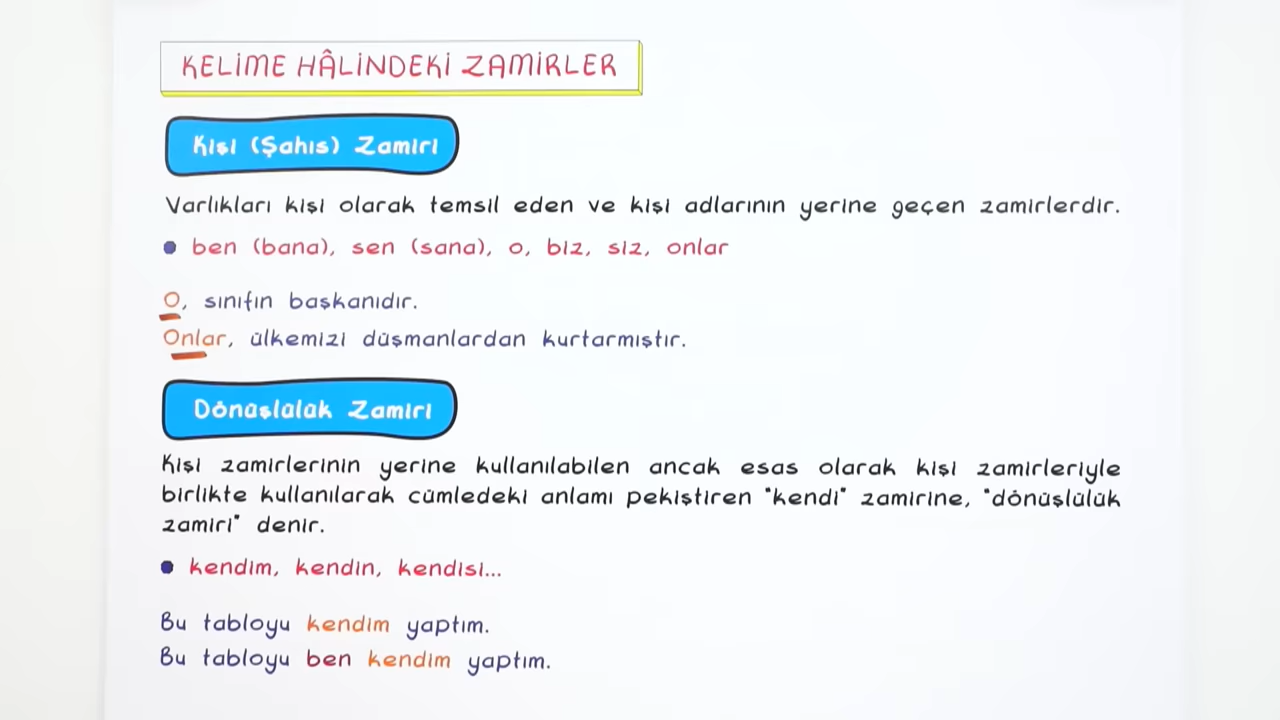 KELİME HÂLİNDEKİ ZAMİRLER
Kişi (Şahıs) Zamiri
Varlıkları kişi olarak temsil eden ve kişi adlarının yerine geçen zamirlerdir.
• ben (bana), sen (sana), o, biz, siz, onlar
O, sınıfın başkanıdır.
Onlar, ülkemizi düşmanlardan kurtarmıştır.
Dönüşlülük Zamiri
Kişi zamirlerinin yerine kullanılabilen ancak esas olarak kişi zamirleriyle
birlikte kullanılarak cümledeki anlamı pekiştiren "kendi" zamirine, "dönüşlülük
zamiri" denir.
• kendim, kendin, kendisi...
Bu tabloyu kendim yaptım.
Bu tabloyu ben kendim yaptım.